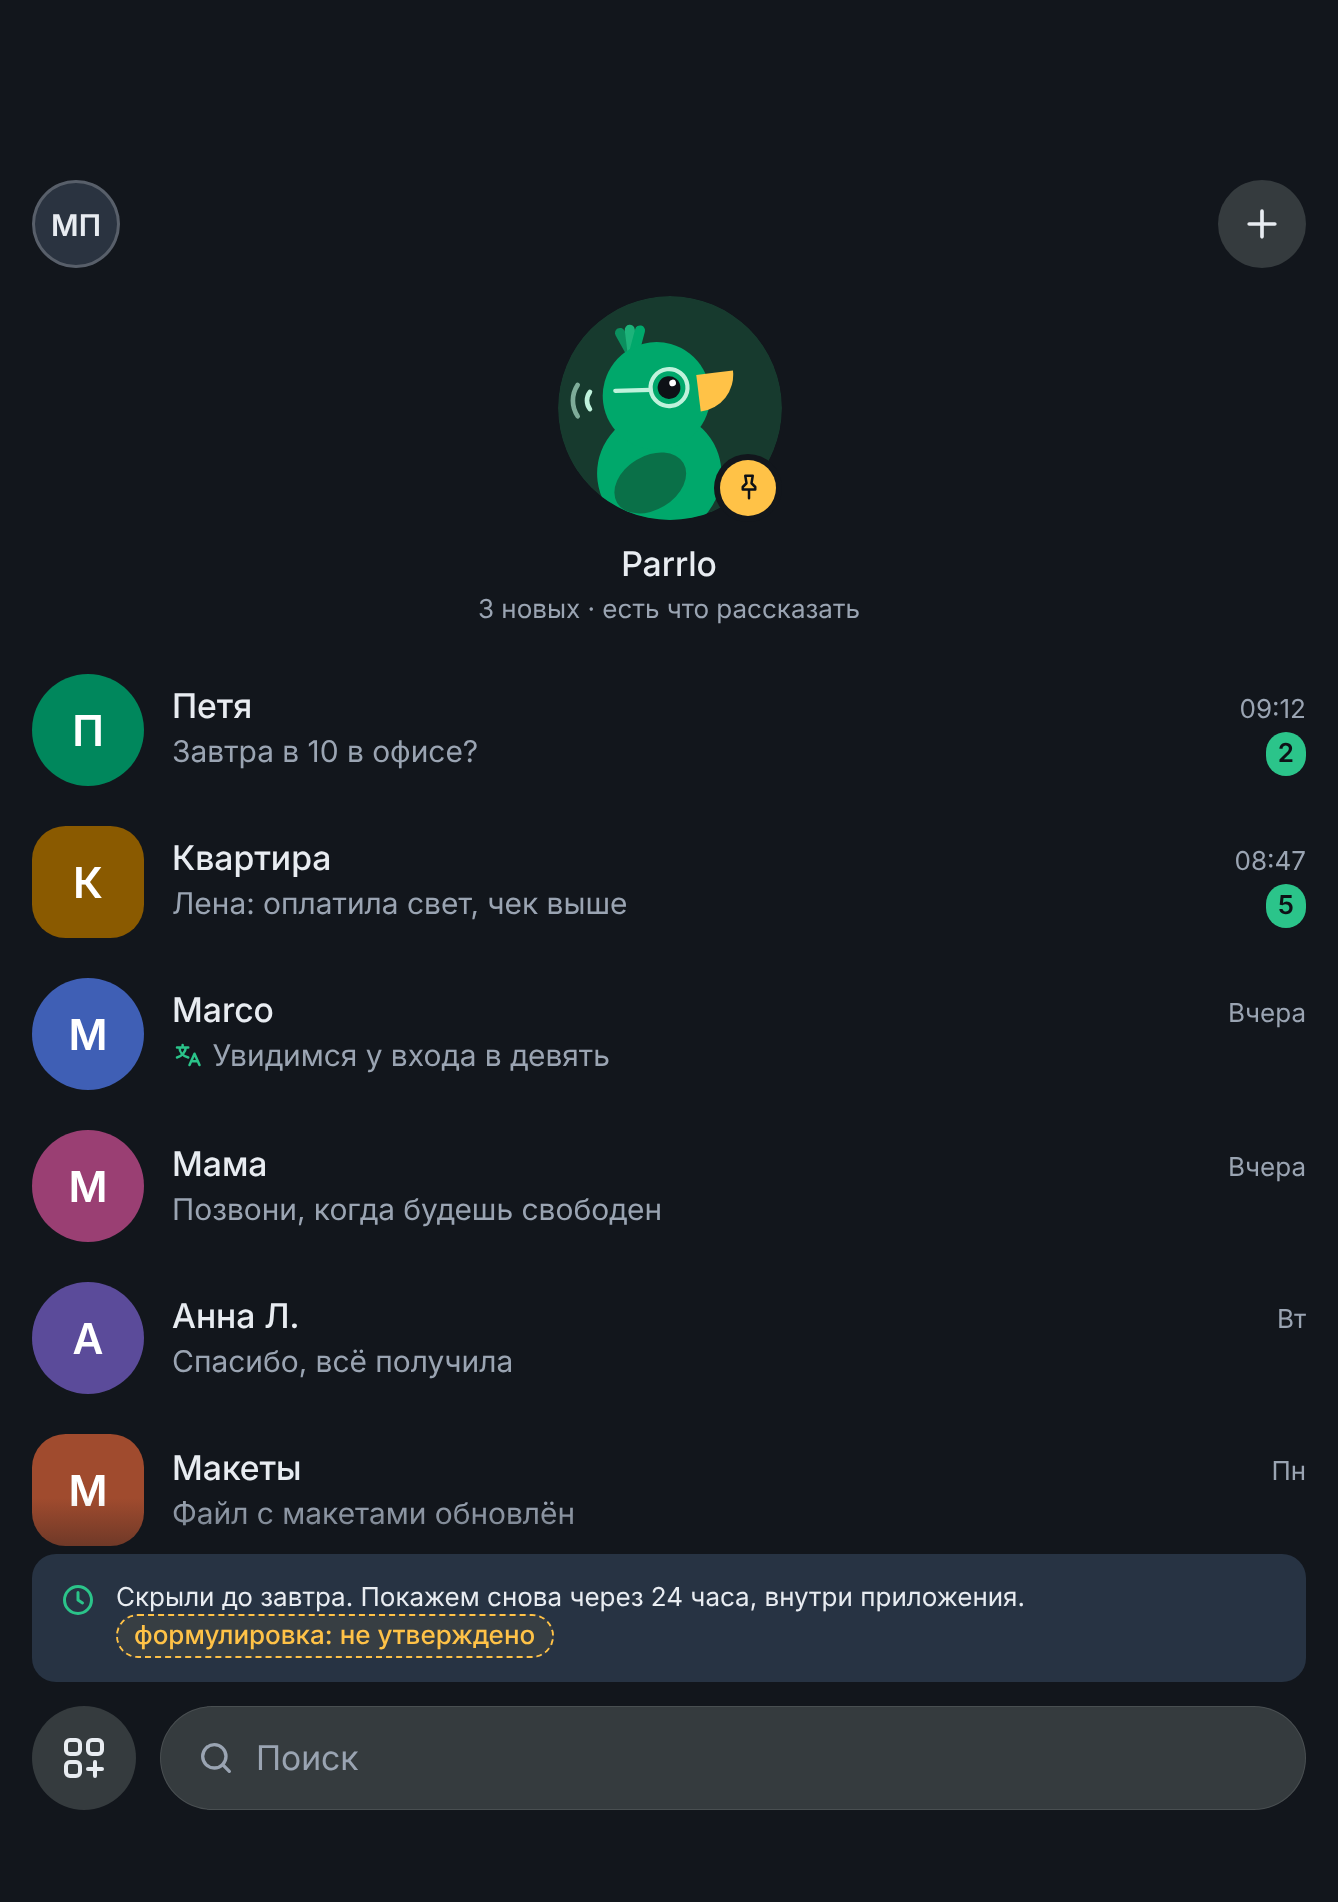 МП
Parrlo
3 новых · есть что рассказать
П
Петя
09:12
Завтра в 10 в офисе?
2
К
Квартира
08:47
Лена: оплатила свет, чек выше
5
M
Marco
Вчера
Увидимся у входа в девять
М
Мама
Вчера
Позвони, когда будешь свободен
А
Анна Л.
Вт
Спасибо, всё получила
М
Макеты
Пн
Файл с макетами обновлён
Скрыли до завтра. Покажем снова через 24 часа, внутри приложения.
формулировка: не утверждено
Поиск